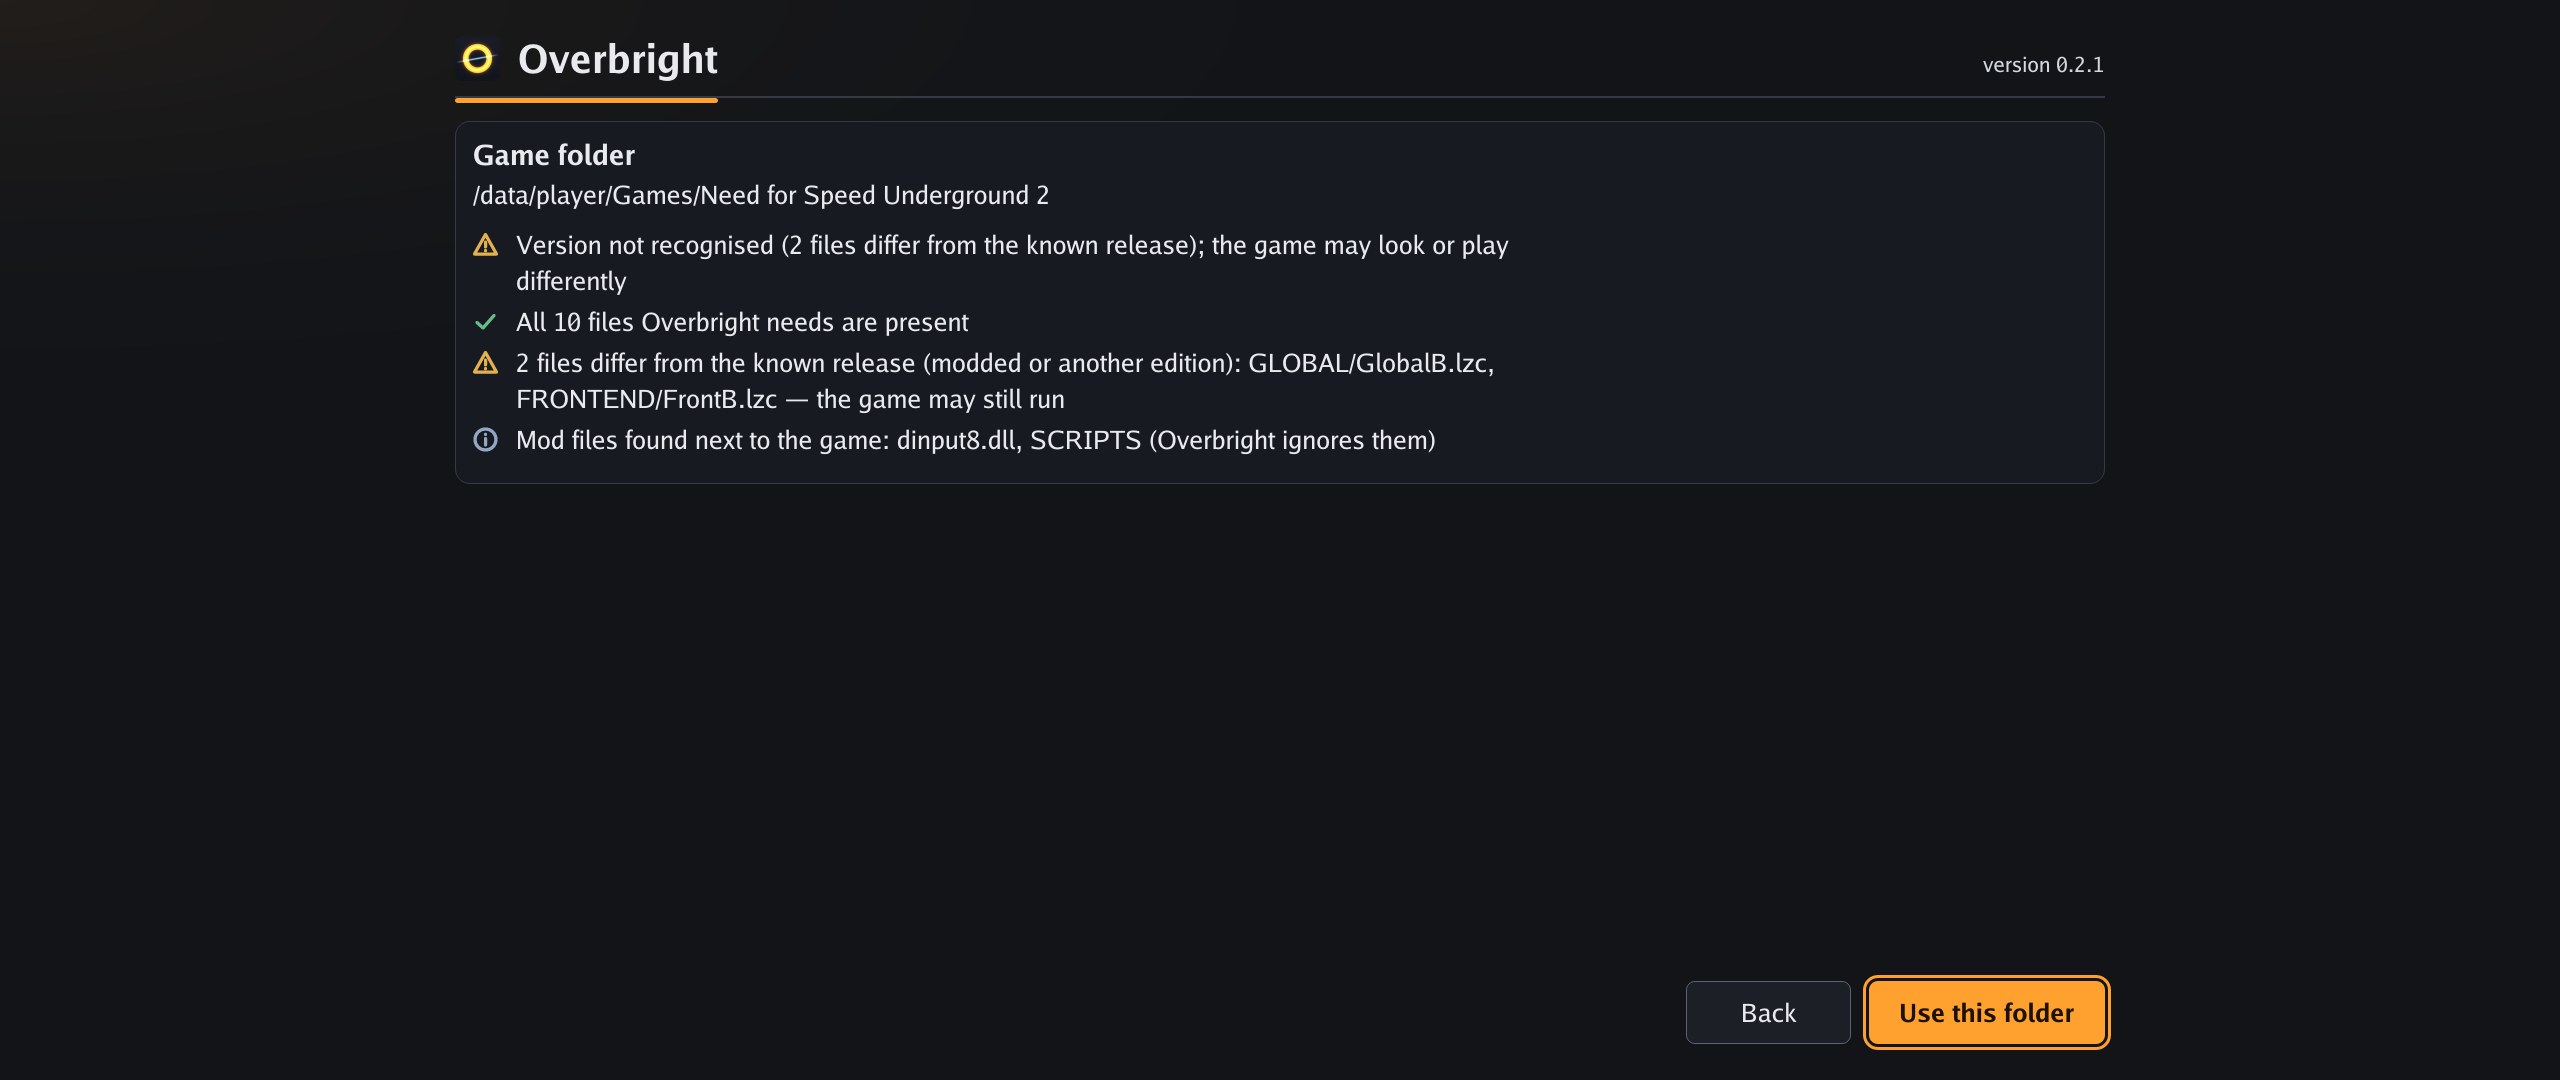 Overbright
version 0.2.1
Game folder
/data/player/Games/Need for Speed Underground 2
Version not recognised (2 files differ from the known release); the game may look or play
differently
All 10 files Overbright needs are present
2 files differ from the known release (modded or another edition): GLOBAL/GlobalB.lzc,
FRONTEND/FrontB.lzc — the game may still run
Mod files found next to the game: dinput8.dll, SCRIPTS (Overbright ignores them)
Back
Use this folder